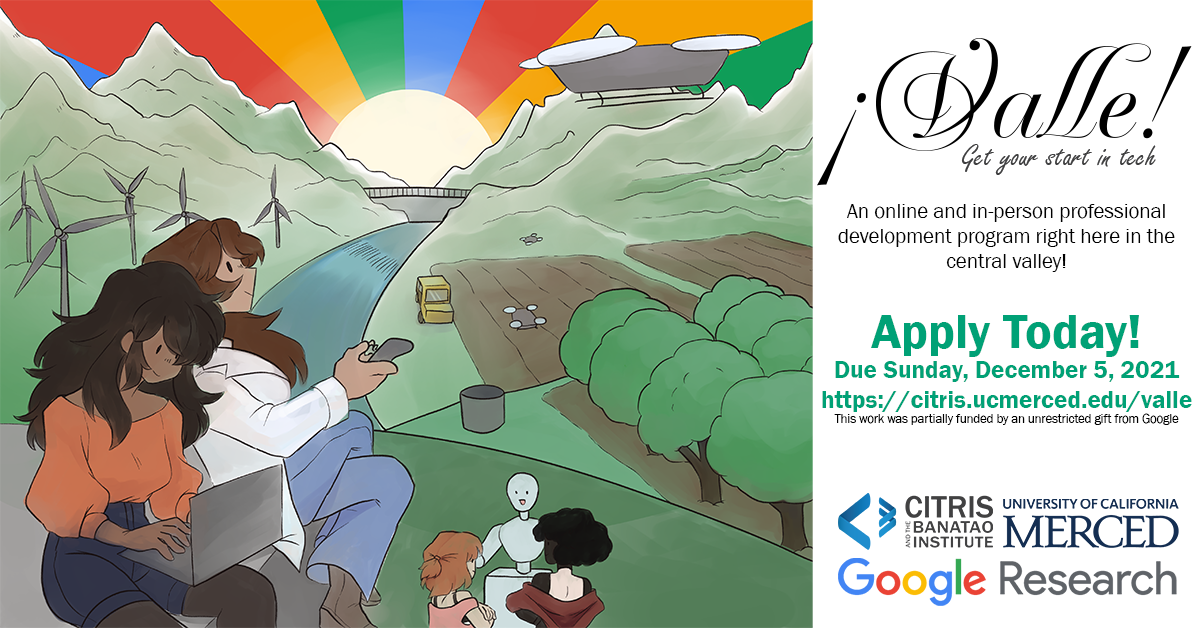 ¡Valle!
Get your start in tech
An online and in-person professional
development program right here in the
central valley!
Apply Today!
Due Sunday, December 5, 2021
https://citris.ucmerced.edu/valle
This work was partially funded by an unrestricted gift from Google
CITRIS
AND THE
BANATAO
INSTITUTE
UNIVERSITY OF CALIFORNIA
MERCED
Google Research